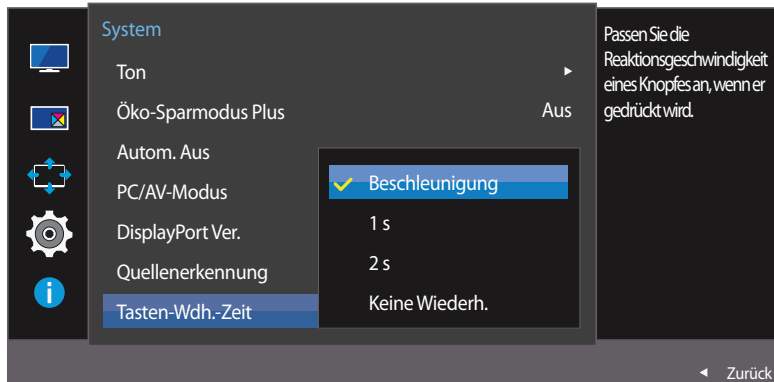 System
Ton
Öko-Sparmodus Plus Aus
Autom. Aus
PC/AV-Modus
DisplayPort Ver.
Quellenerkennung
Tasten-Wdh.-Zeit
Beschleunigung
1 s
2 s
Keine Wiederh.
Passen Sie die
Reaktionsgeschwindigkeit
eines Knopfes an, wenn er
gedrückt wird.
Zurück